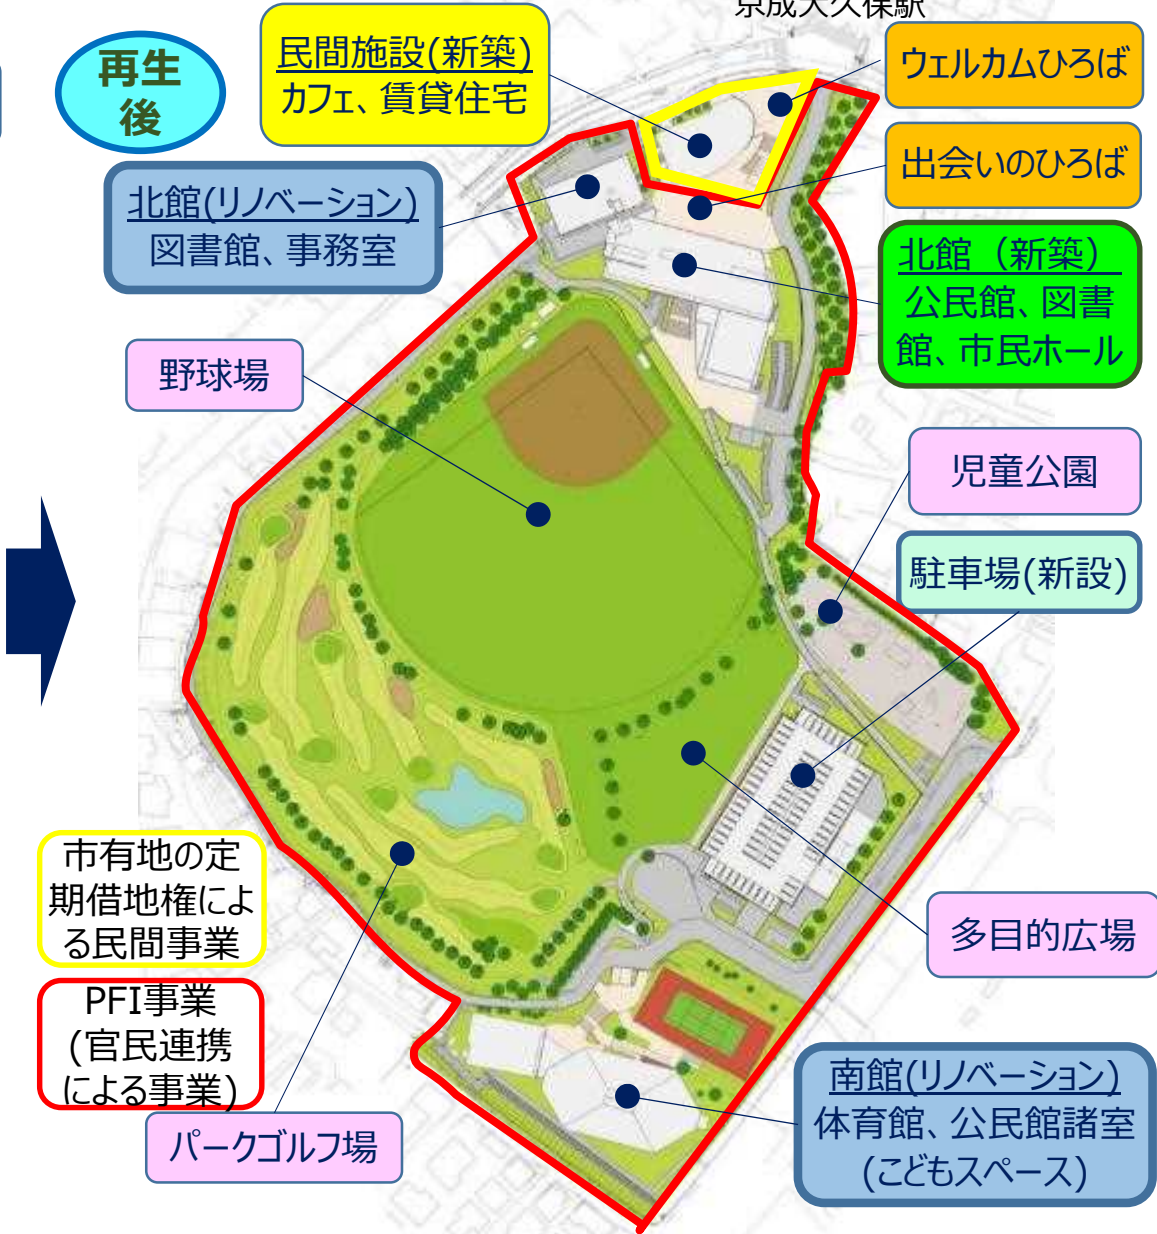 京成大久保駅
再生
後
民間施設(新築)
カフェ、賃貸住宅
ウェルカムひろば
出会いのひろば
北館(リノベーション)
図書館、事務室
北館（新築）
公民館、図書
館、市民ホール
野球場
児童公園
駐車場(新設)
市有地の定
期借地権によ
る民間事業
多目的広場
PFI事業
(官民連携
による事業)
パークゴルフ場
南館(リノベーション)
体育館、公民館諸室
(こどもスペース)